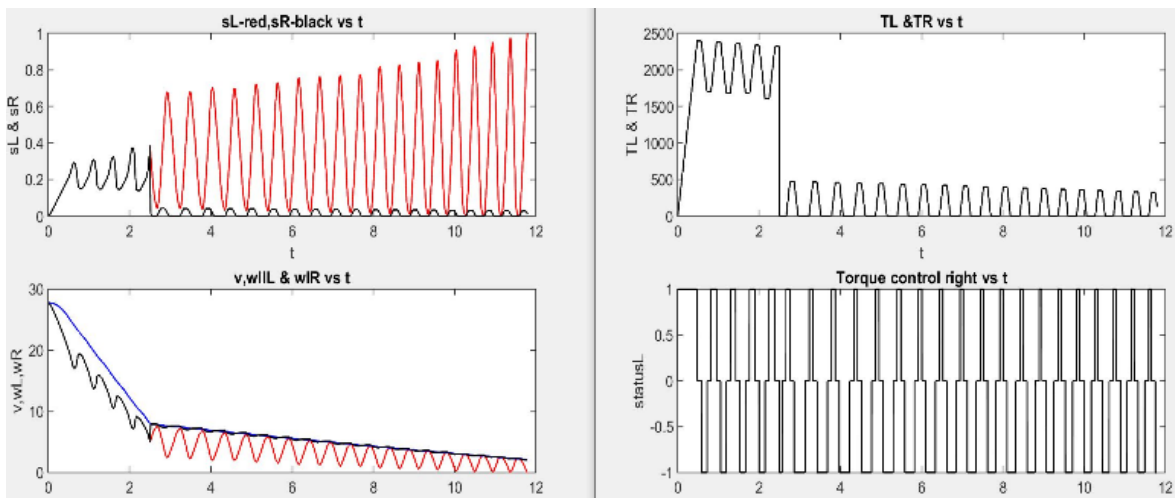 sL-red,sR-black vs t
sL & sR
1
0.8
0.6
0.4
0.2
0
0 2 4 6 8 10 12
t
TL &TR vs t
TL & TR
2500
2000
1500
1000
500
0
0 2 4 6 8 10 12
t
v,wlIL & wIR vs t
v,wL,wR
30
20
10
0
0 2 4 6 8 10 12
Torque control right vs t
statusL
1
0.5
0
-0.5
-1
0 2 4 6 8 10 12